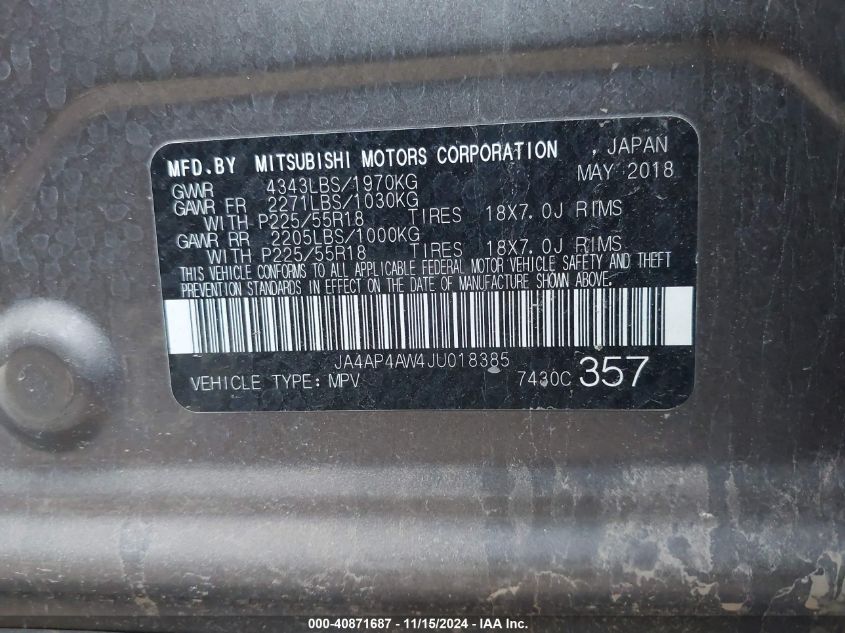 MFD.BY MITSUBISHI MOTORS CORPORATION , JAPAN
GVWR 4343LBS/1970KG MAY 2018
GAWR FR 2271LBS/1030KG
WITH P225/55R18 TIRES 18X7.0J RIMS
GAWR RR 2205LBS/1000KG
WITH P225/55R18 TIRES 18X7.0J RIMS
THIS VEHICLE CONFORMS TO ALL APPLICABLE FEDERAL MOTOR VEHICLE SAFETY AND THEFT
PREVENTION STANDARDS IN EFFECT ON THE DATE OF MANUFACTURE SHOWN ABOVE.
JA4AP4AW4JU018385
VEHICLE TYPE: MPV 7430C 357
000-40871687 - 11/15/2024 - © IAA Inc.